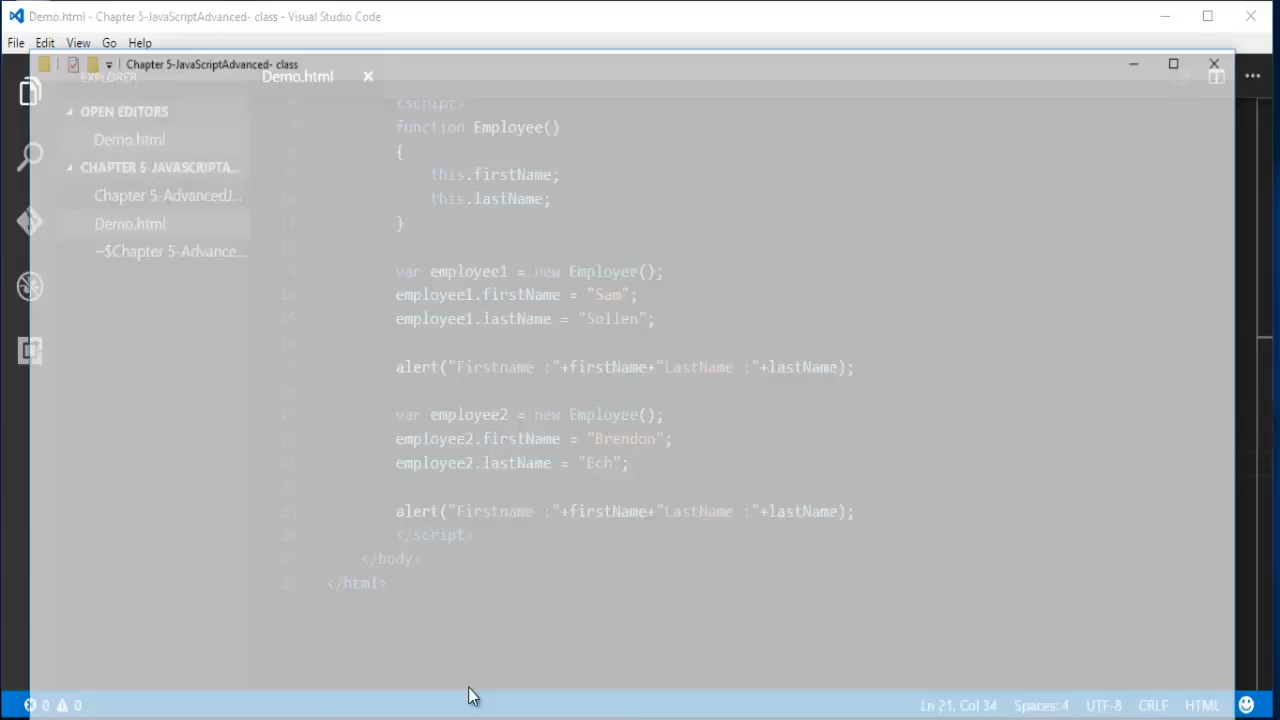 Demo.html - Chapter 5-JavaScriptAdvanced- class - Visual Studio Code
File Edit View Go Help
Chapter 5-JavaScriptAdvanced- class
EXPLORER
Demo.html
OPEN EDITORS
Demo.html
CHAPTER 5 JAVASCRIPTA...
Chapter 5-AdvancedJ...
Demo.html
~$Chapter 5-Advance...
<script>
function Employee()
{
this.firstName;
this.lastName;
}
var employee1 = new Employee();
employee1.firstName = "Sam";
employee1.lastName = "Sollen";
alert("Firstname :"+firstName+"LastName :"+lastName);
var employee2 = new Employee();
employee2.firstName = "Brendon";
employee2.lastName = "Ech";
alert("Firstname :"+firstName+"LastName :"+lastName);
</script>
</body>
</html>
0 0
Ln 21, Col 34 Spaces: 4 UTF-8 CRLF HTML